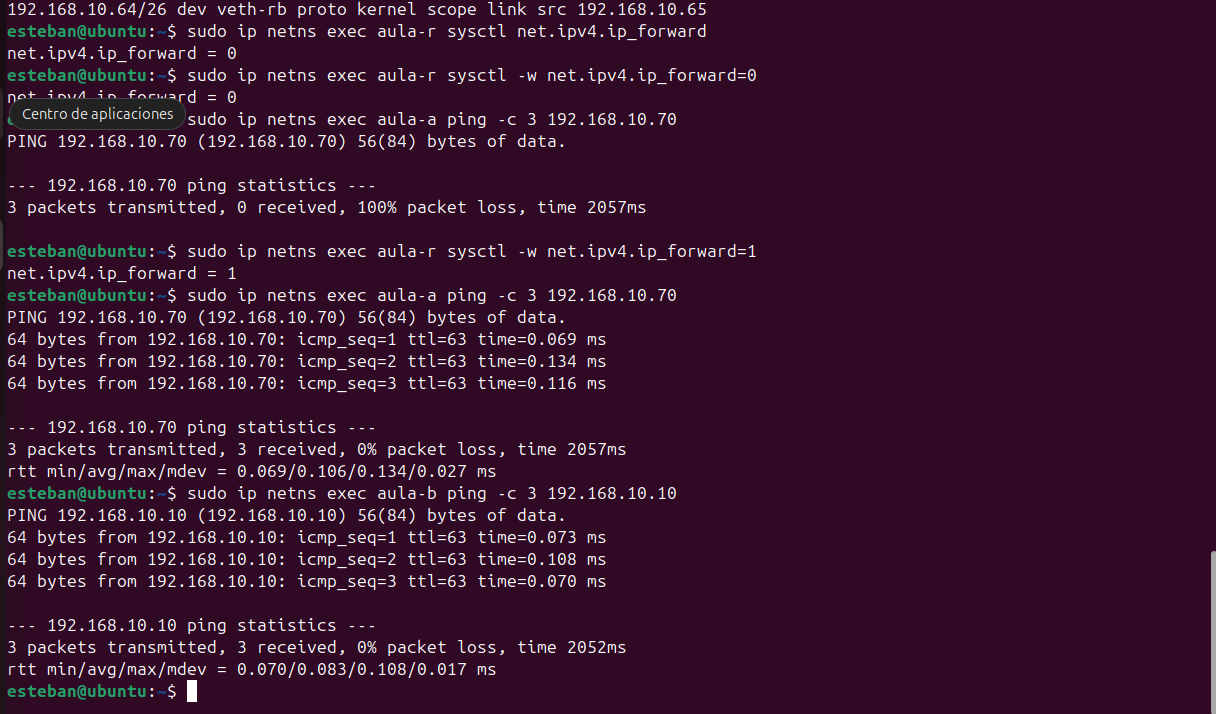 192.168.10.64/26 dev veth-rb proto kernel scope link src 192.168.10.65
esteban@ubuntu:~$ sudo ip netns exec aula-r sysctl net.ipv4.ip_forward
net.ipv4.ip_forward = 0
esteban@ubuntu:~$ sudo ip netns exec aula-r sysctl -w net.ipv4.ip_forward=0
net.ipv4.ip_forward = 0
Centro de aplicaciones
sudo ip netns exec aula-a ping -c 3 192.168.10.70
PING 192.168.10.70 (192.168.10.70) 56(84) bytes of data.

--- 192.168.10.70 ping statistics ---
3 packets transmitted, 0 received, 100% packet loss, time 2057ms

esteban@ubuntu:~$ sudo ip netns exec aula-r sysctl -w net.ipv4.ip_forward=1
net.ipv4.ip_forward = 1
esteban@ubuntu:~$ sudo ip netns exec aula-a ping -c 3 192.168.10.70
PING 192.168.10.70 (192.168.10.70) 56(84) bytes of data.
64 bytes from 192.168.10.70: icmp_seq=1 ttl=63 time=0.069 ms
64 bytes from 192.168.10.70: icmp_seq=2 ttl=63 time=0.134 ms
64 bytes from 192.168.10.70: icmp_seq=3 ttl=63 time=0.116 ms

--- 192.168.10.70 ping statistics ---
3 packets transmitted, 3 received, 0% packet loss, time 2057ms
rtt min/avg/max/mdev = 0.069/0.106/0.134/0.027 ms
esteban@ubuntu:~$ sudo ip netns exec aula-b ping -c 3 192.168.10.10
PING 192.168.10.10 (192.168.10.10) 56(84) bytes of data.
64 bytes from 192.168.10.10: icmp_seq=1 ttl=63 time=0.073 ms
64 bytes from 192.168.10.10: icmp_seq=2 ttl=63 time=0.108 ms
64 bytes from 192.168.10.10: icmp_seq=3 ttl=63 time=0.070 ms

--- 192.168.10.10 ping statistics ---
3 packets transmitted, 3 received, 0% packet loss, time 2052ms
rtt min/avg/max/mdev = 0.070/0.083/0.108/0.017 ms
esteban@ubuntu:~$